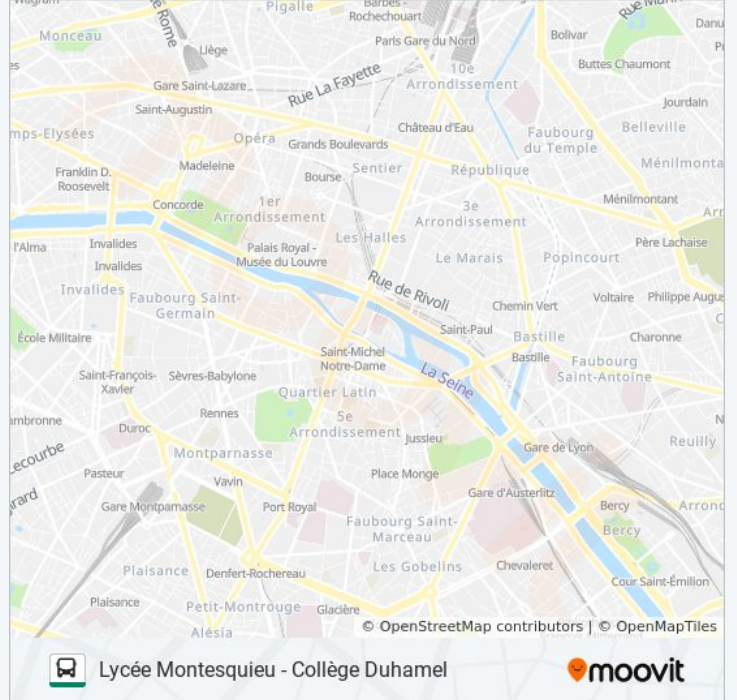 Pigalle
Barbès -
Rochechouart
Monceau
Liège
Paris Gare du Nord
Bolivar
Buttes Chaumont
Gare Saint-Lazare
Rue La Fayette
10e
Arrondissement
Jourdain
Saint-Augustin
mps-Elysées
Opéra
Grands Boulevards
Château d'Eau
Faubourg
du Temple
Belleville
Madeleine
Franklin D.
Roosevelt
Bourse
Sentier
République
Ménilmonta
Concorde
1er
Arrondissement
3e
Arrondissement
Ménilmontant
l'Alma
Invalides
Palais Royal -
Musée du Louvre
Les Halles
Le Marais
Popincourt
Père Lachaise
Invalides
Invalides
Faubourg Saint-
Germain
Rue de Rivoli
Chemin Vert
Voltaire
Philippe Augus
École Militaire
Saint-Paul
Bastille
Charonne
Saint-Michel
Notre-Dame
Bastille
Faubourg
Saint-Antoine
Saint-François-
Xavier
Sèvres-Babylone
La Seine
Quartier Latin
Rennes
5e
Arrondissement
Jussieu
Duroc
mbronne
Montparnasse
Gare de Lyon
Reuilly
ecourbe
Pasteur
Vavin
Place Monge
Gare d'Austerlitz
Gare Montparnasse
Port Royal
Bercy
Arrond
Faubourg Saint-
Marceau
Bercy
Plaisance
Denfert-Rochereau
Les Gobelins
Chevaleret
Cour Saint-Émilion
Plaisance
Petit-Montrouge
Glacière
Alésia
© OpenStreetMap contributors | © OpenMapTiles
Lycée Montesquieu - Collège Duhamel
moovit